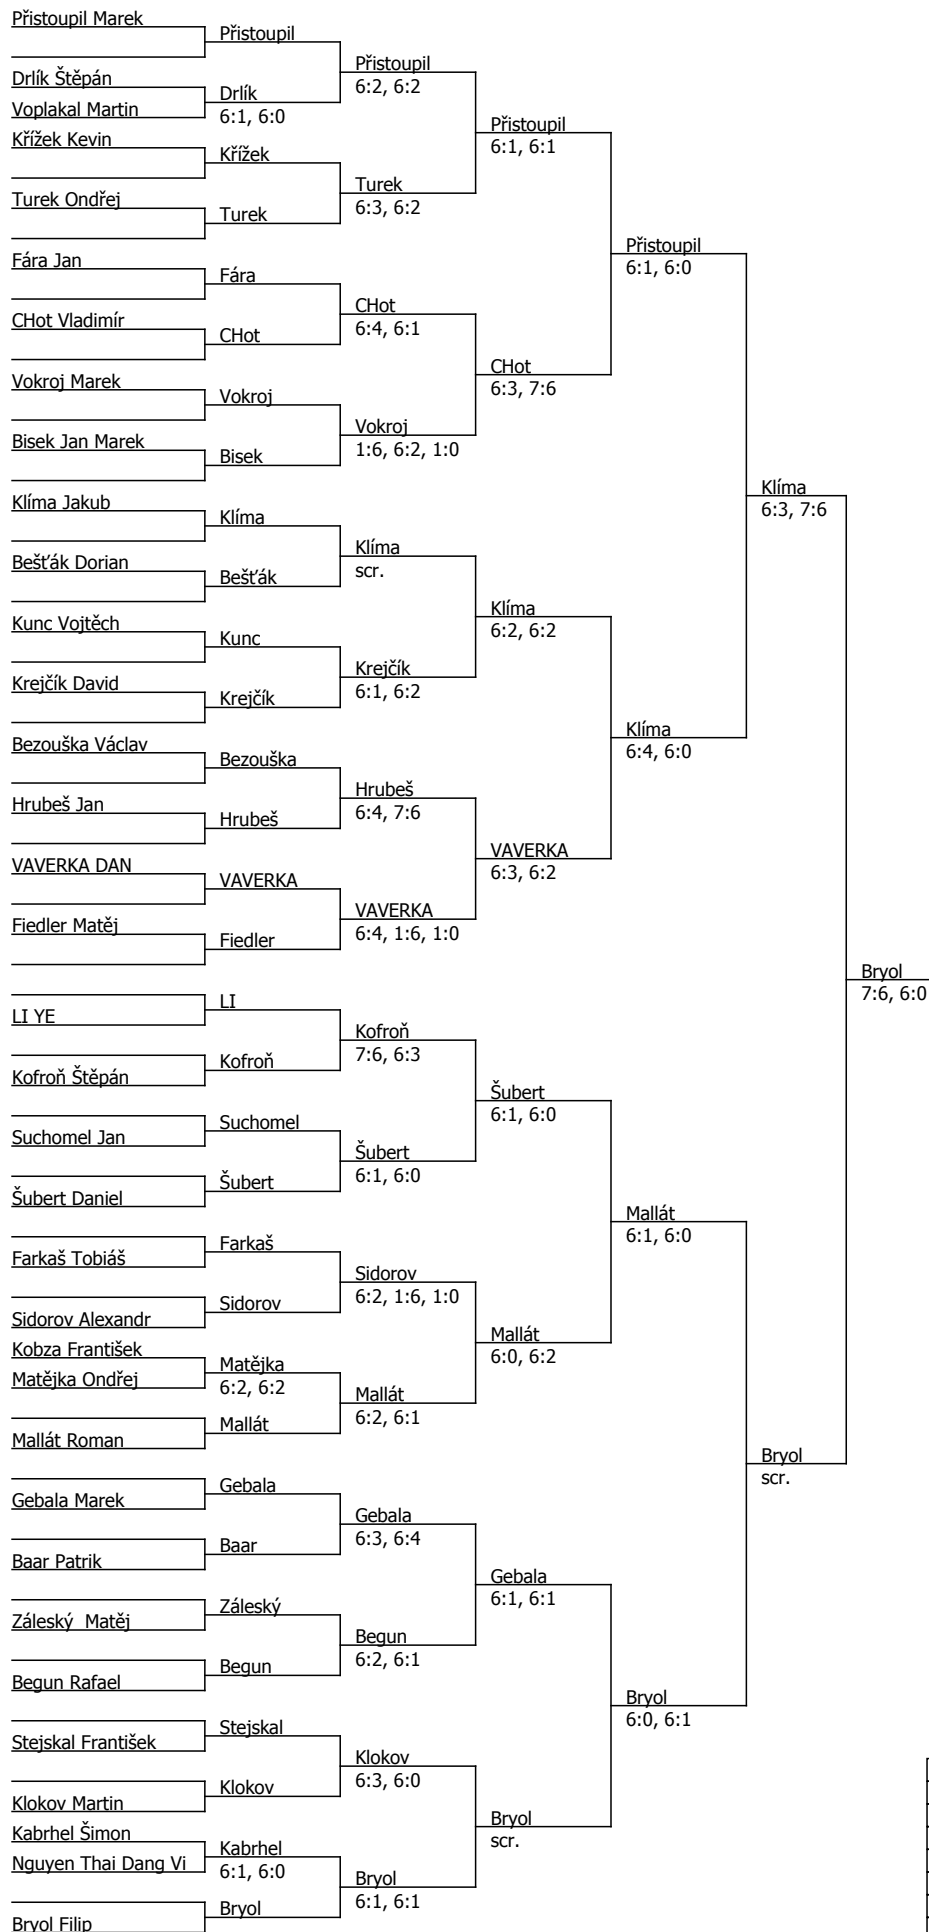 Přistoupil Marek
Přistoupil
Přistoupil
6:2, 6:2
Drlík Štěpán
Drlík
Voplakal Martin
6:1, 6:0
Přistoupil
6:1, 6:1
Křížek Kevin
Křížek
Turek
6:3, 6:2
Turek Ondřej
Turek
Přistoupil
6:1, 6:0
Fára Jan
Fára
CHot
6:4, 6:1
CHot Vladimír
CHot
CHot
6:3, 7:6
Vokroj Marek
Vokroj
Vokroj
1:6, 6:2, 1:0
Bisek Jan Marek
Bisek
Klíma
6:3, 7:6
Klíma Jakub
Klíma
Klíma
scr.
Bešťák Dorian
Bešťák
Klíma
6:2, 6:2
Kunc Vojtěch
Kunc
Krejčík
6:1, 6:2
Krejčík David
Krejčík
Klíma
6:4, 6:0
Bezouška Václav
Bezouška
Hrubeš
6:4, 7:6
Hrubeš Jan
Hrubeš
VAVERKA
6:3, 6:2
VAVERKA DAN
VAVERKA
VAVERKA
6:4, 1:6, 1:0
Fiedler Matěj
Fiedler
Bryol
7:6, 6:0
LI
LI YE
Kofroň
7:6, 6:3
Kofroň
Kofroň Štěpán
Šubert
6:1, 6:0
Suchomel
Suchomel Jan
Šubert
6:1, 6:0
Šubert
Šubert Daniel
Mallát
6:1, 6:0
Farkaš
Farkaš Tobiáš
Sidorov
6:2, 1:6, 1:0
Sidorov
Sidorov Alexandr
Mallát
6:0, 6:2
Kobza František
Matějka
Matějka Ondřej
6:2, 6:2
Mallát
6:2, 6:1
Mallát
Mallát Roman
Bryol
scr.
Gebala
Gebala Marek
Gebala
6:3, 6:4
Baar
Baar Patrik
Gebala
6:1, 6:1
Záleský
Záleský  Matěj
Begun
6:2, 6:1
Begun
Begun Rafael
Bryol
6:0, 6:1
Stejskal
Stejskal František
Klokov
6:3, 6:0
Klokov
Klokov Martin
Bryol
scr.
Kabrhel Šimon
Kabrhel
Nguyen Thai Dang Vi
6:1, 6:0
Bryol
6:1, 6:1
Bryol
Bryol Filip